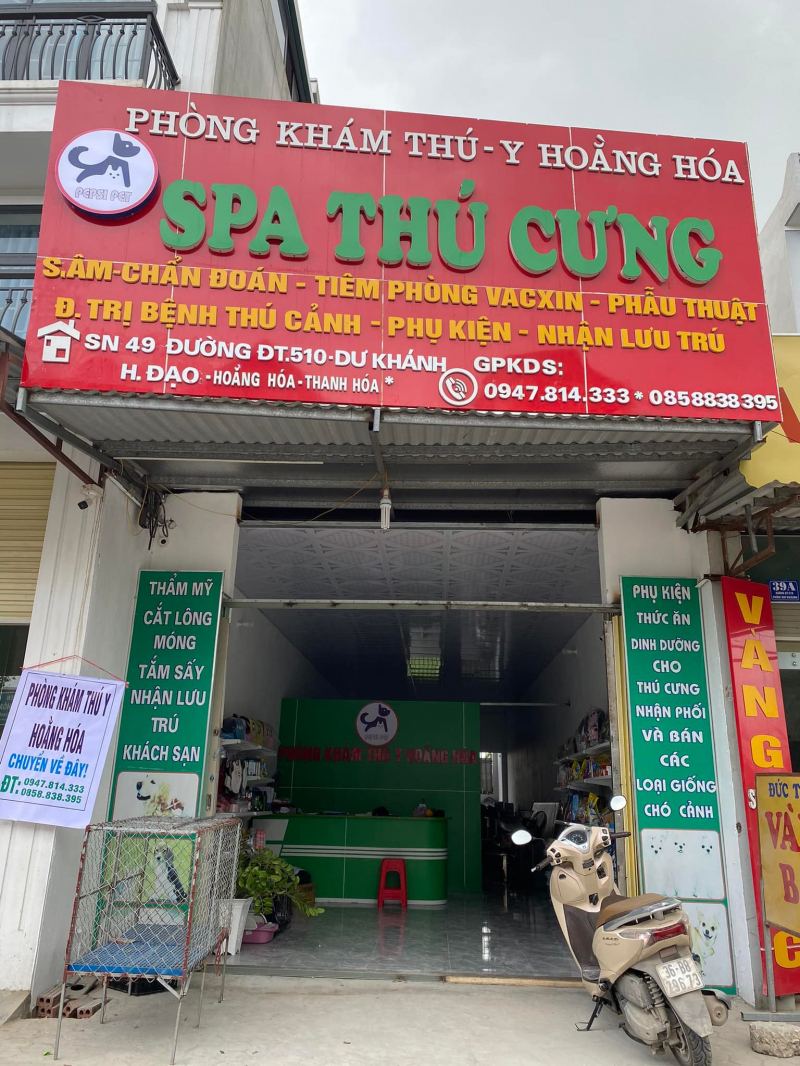 PHÒNG KHÁM THÚ-Y HOẰNG HÓA
PEPSI PET
SPA THÚ CƯNG
S.ÂM-CHẨN ĐOÁN - TIÊM PHÒNG VACXIN - PHẪU THUẬT
Đ. TRỊ BỆNH THÚ CẢNH - PHỤ KIỆN - NHẬN LƯU TRÚ
SN 49 ĐƯỜNG ĐT.510-DƯ KHÁNH
H. ĐẠO -HOẰNG HÓA-THANH HÓA *
GPKDS:
0947.814.333 * 0858838395
THẨM MỸ
CẮT LÔNG
MÓNG
TẮM SẤY
NHẬN LƯU
TRÚ
KHÁCH SẠN
PHÒNG KHÁM THÚ Y
HOẰNG HÓA
CHUYỂN VỀ ĐÂY!
ĐT: 0947.814.333
0858.838.395
PHÒNG KHÁM THÚ Y HOẰNG HÓA
PHỤ KIỆN
THỨC ĂN
DINH DƯỠNG
CHO
THÚ CƯNG
NHẬN PHỐI
VÀ BÁN
CÁC
LOẠI GIỐNG
CHÓ CẢNH
39A
VÀNG
ĐỨC T
VÀ
B
36-B8